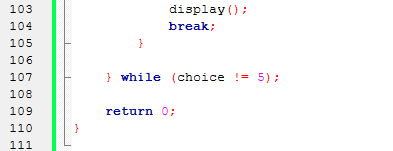 103 display();
104 break;
105 }
106
107 } while (choice != 5);
108
109 return 0;
110 }
111